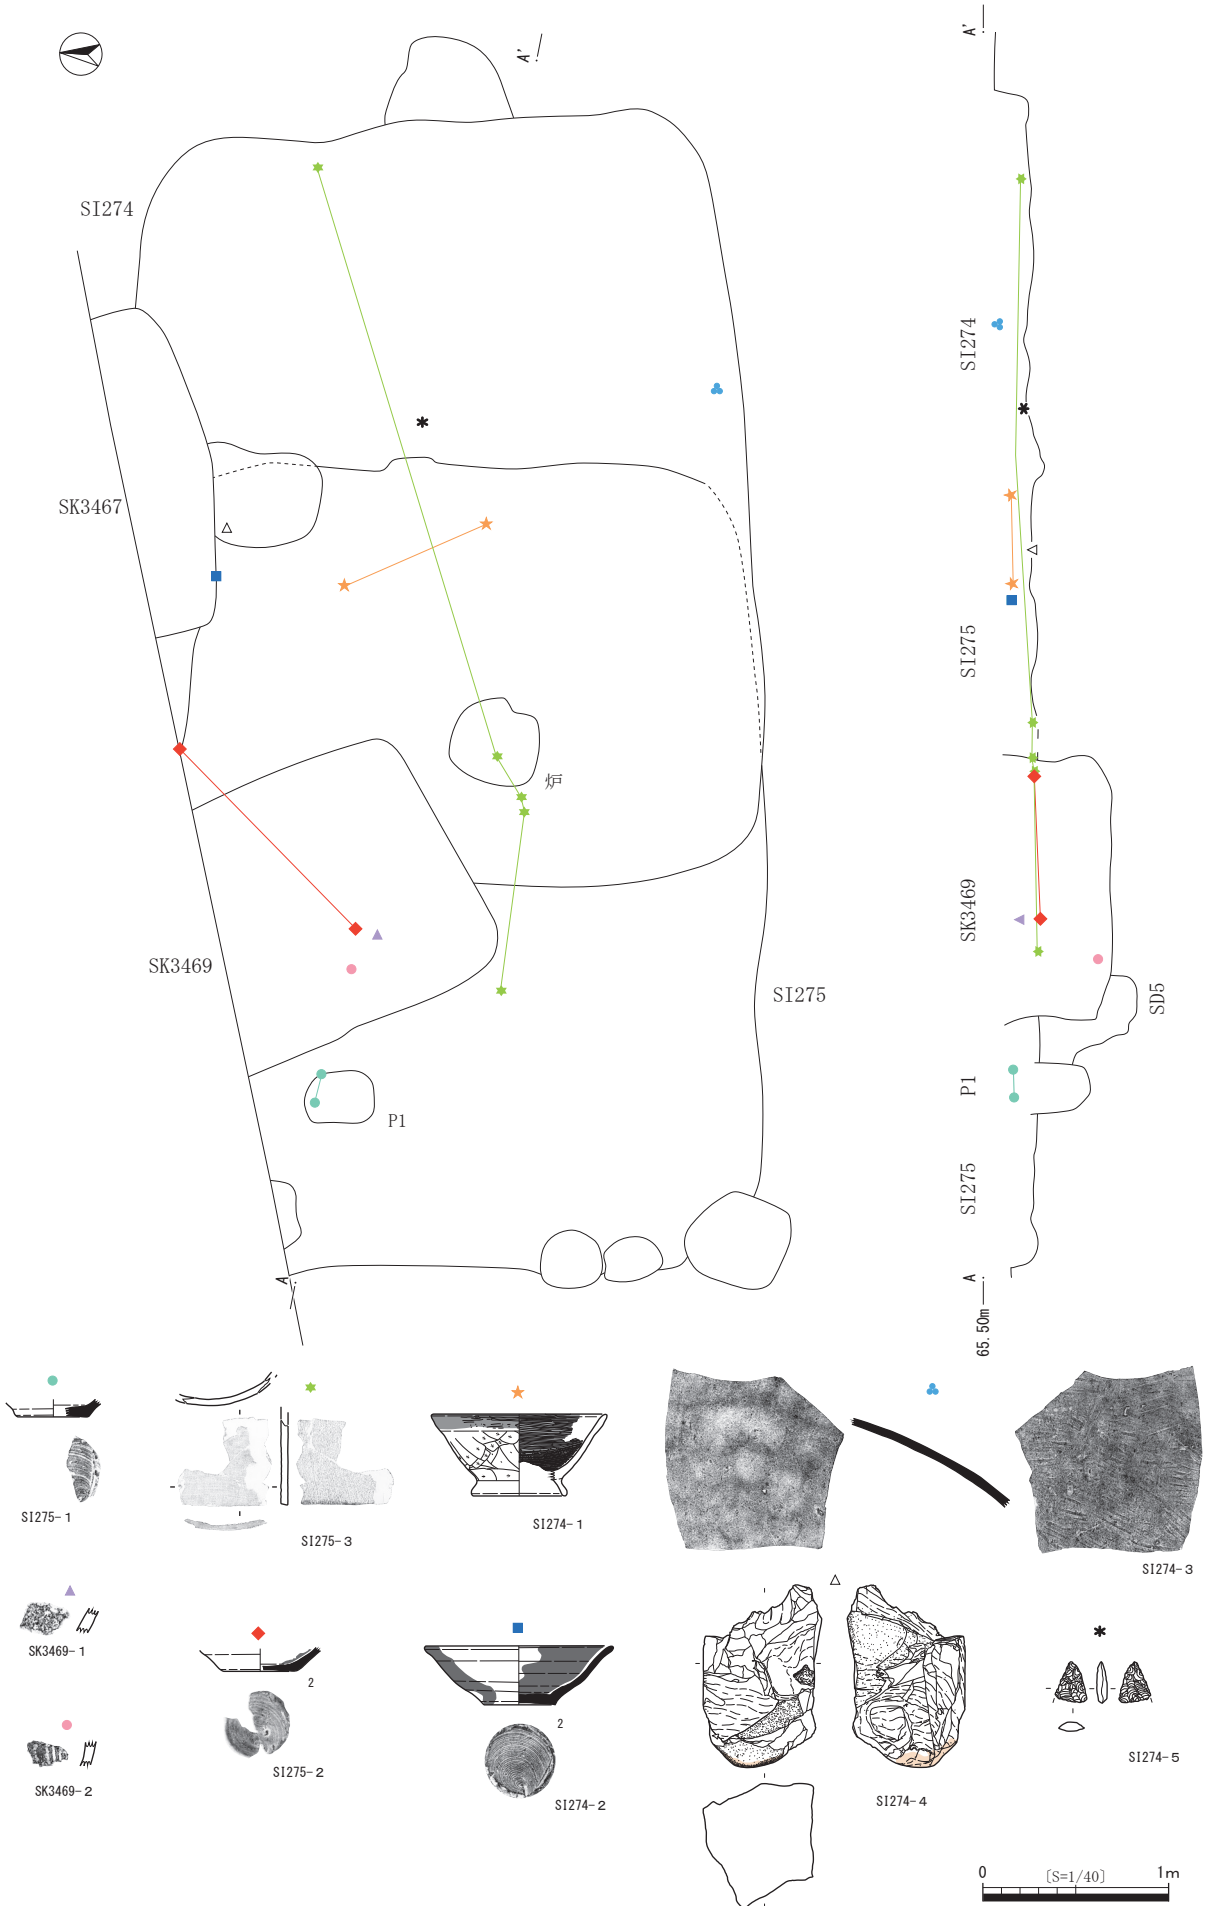 A'
A'
SI274
SI274
SK3467
SI275
炉
SK3469
SK3469
SI275
SD5
P1
P1
SI275
A
A
65.50m
SI275-1
SI275-3
SI274-1
SI274-3
SK3469-1
2
SI275-2
2
SI274-2
SI274-4
SI274-5
SK3469-2
0 [S=1/40] 1m